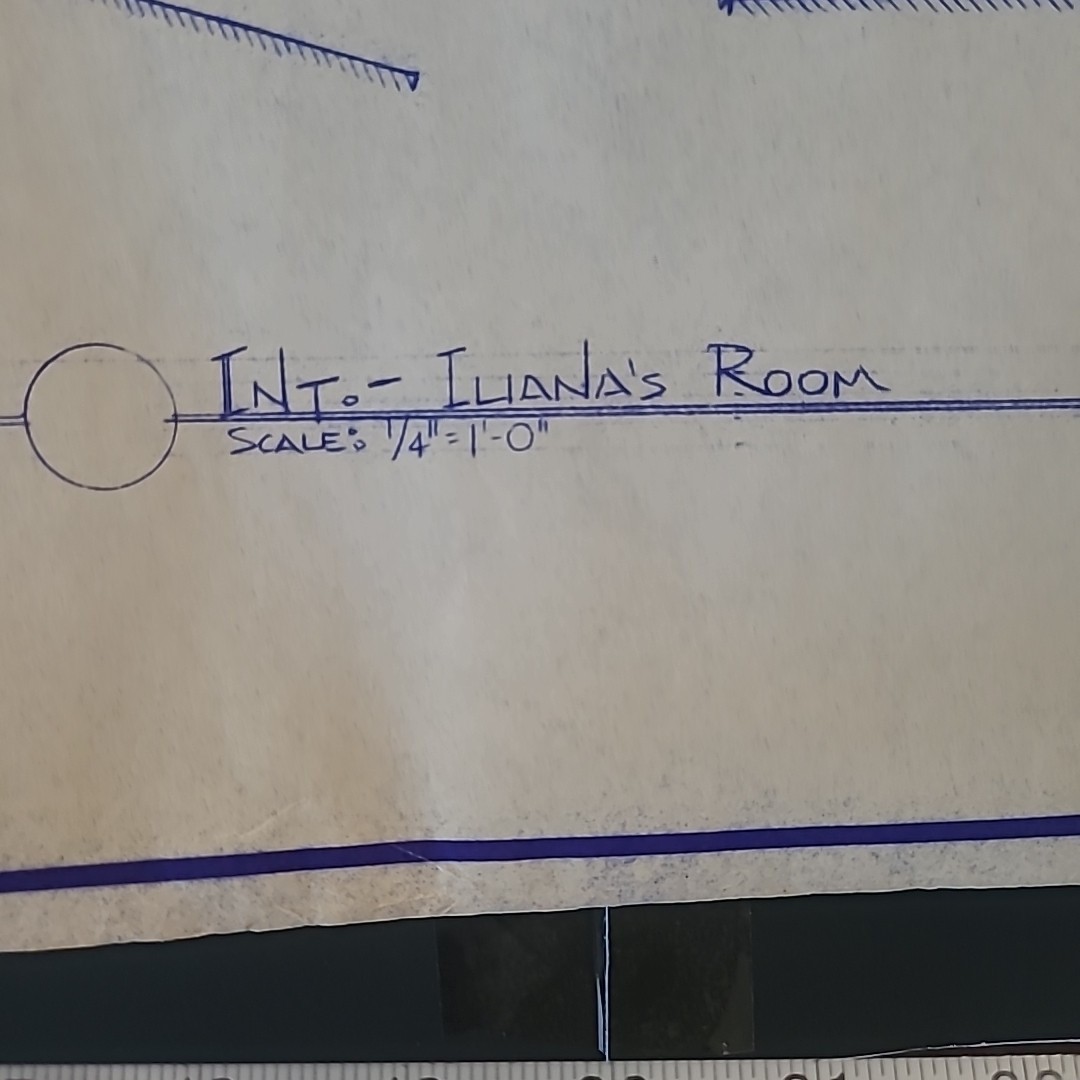 INT. - ILIANA'S ROOM
SCALE: 1/4" = 1'-0"